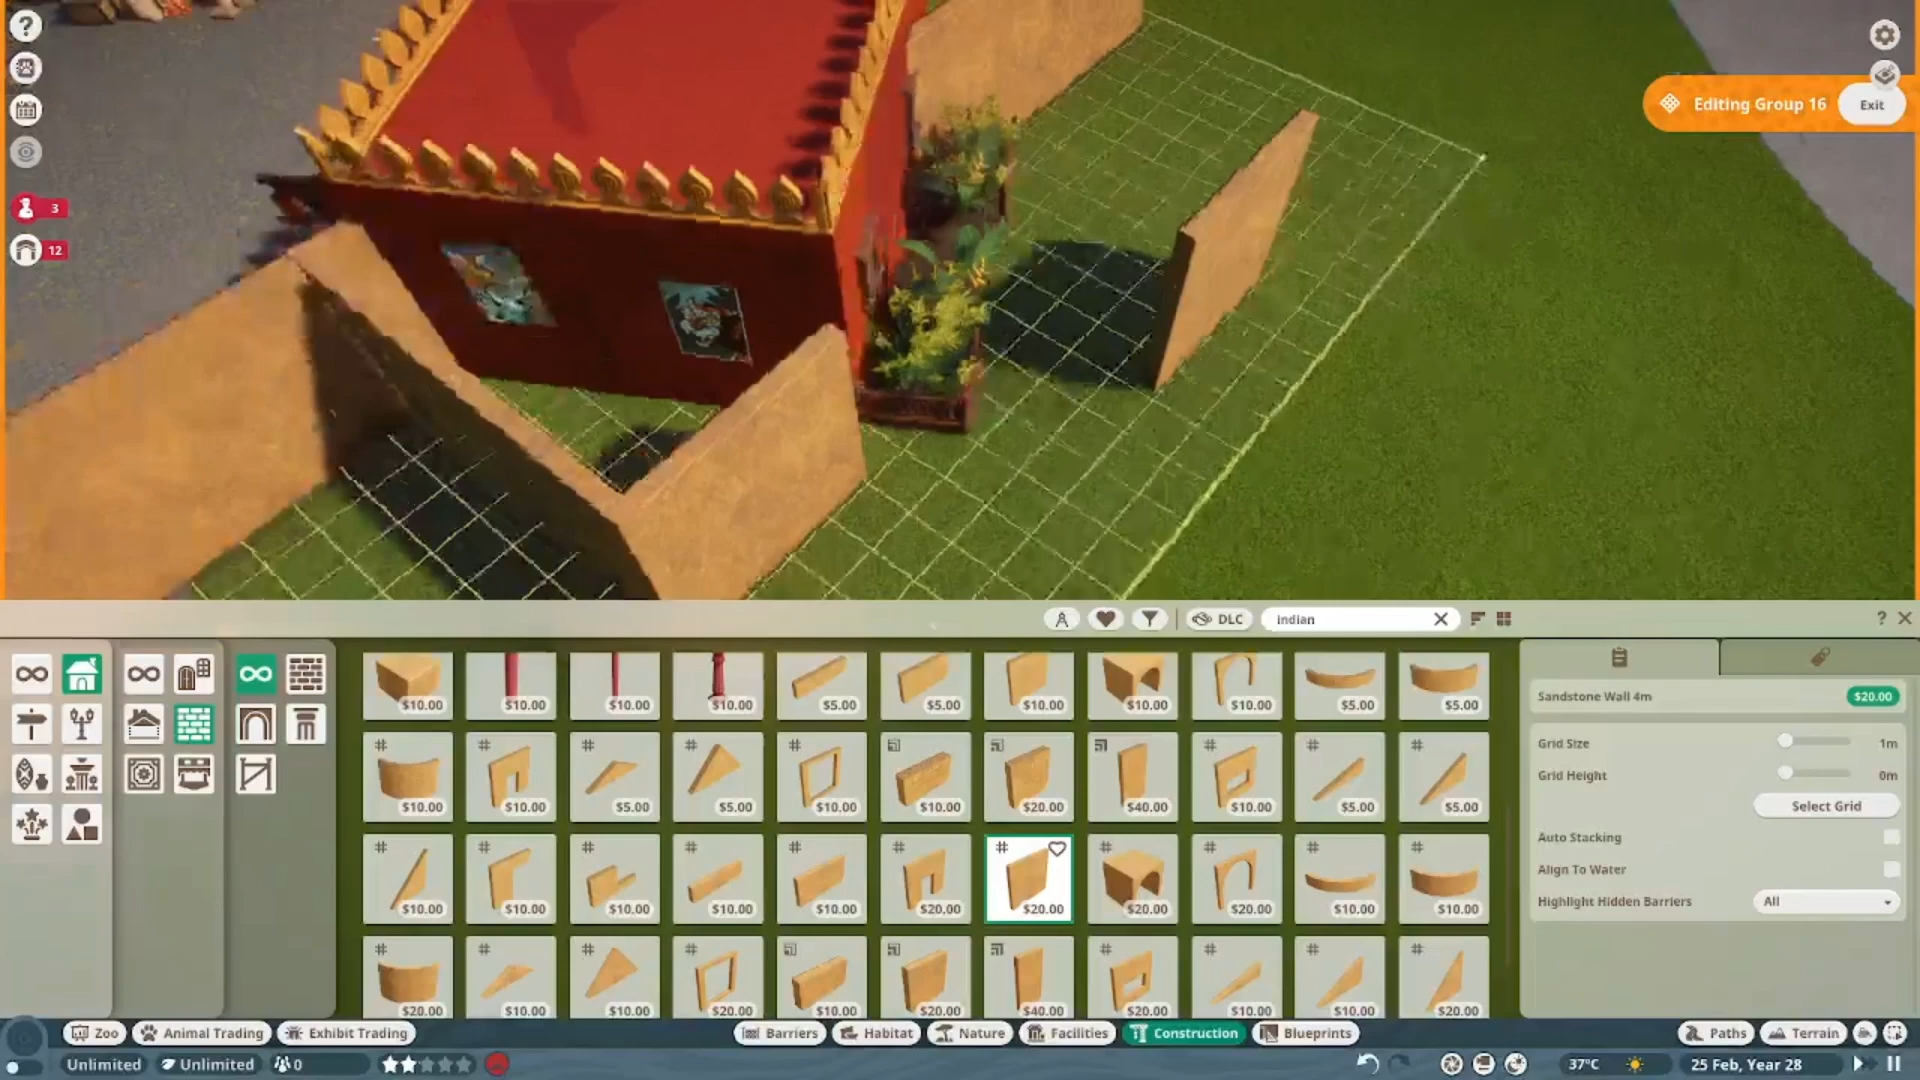 Editing Group 16
Exit
3
12
DLC
indian
$10.00 $10.00 $10.00 $10.00 $5.00 $5.00 $10.00 $10.00 $10.00 $5.00 $5.00
$10.00 $10.00 $5.00 $5.00 $10.00 $10.00 $20.00 $40.00 $10.00 $5.00 $5.00
$10.00 $10.00 $10.00 $10.00 $10.00 $20.00 $20.00 $20.00 $20.00 $10.00 $10.00
$20.00 $10.00 $10.00 $20.00 $10.00 $20.00 $40.00 $20.00 $10.00 $10.00 $20.00
Sandstone Wall 4m
$20.00
Grid Size
1m
Grid Height
0m
Select Grid
Auto Stacking
Align To Water
Highlight Hidden Barriers
All
Zoo
Animal Trading
Exhibit Trading
Barriers
Habitat
Nature
Facilities
Construction
Blueprints
Paths
Terrain
Unlimited
Unlimited
0
37°C
25 Feb, Year 28